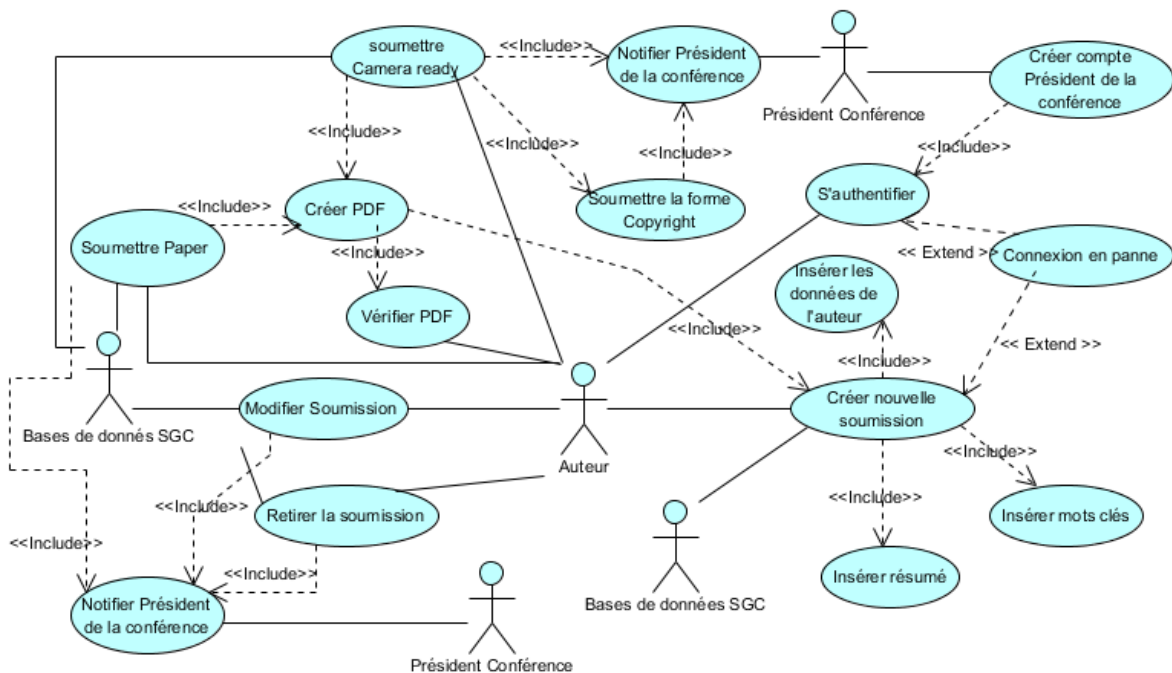 soumettre
Camera ready
<<Include>>
Notifier Président
de la conférence
Président Conférence
Créer compte
Président de la
conférence
<<Include>>
<<Include>>
<<Include>>
<<Include>>
S'authentifier
Créer PDF
<<Include>>
Soumettre la forme
Copyright
Soumettre Paper
<<Include>>
<< Extend >>
Connexion en panne
Insérer les
données de
l'auteur
Vérifier PDF
<<Include>>
<< Extend >>
<<Include>>
Bases de donnés SGC
Modifier Soumission
Auteur
Créer nouvelle
soumission
<<Include>>
<<Include>>
<<Include>>
Retirer la soumission
Insérer mots clés
<<Include>>
<<Include>>
Insérer résumé
Bases de données SGC
Notifier Président
de la conférence
Président Conférence